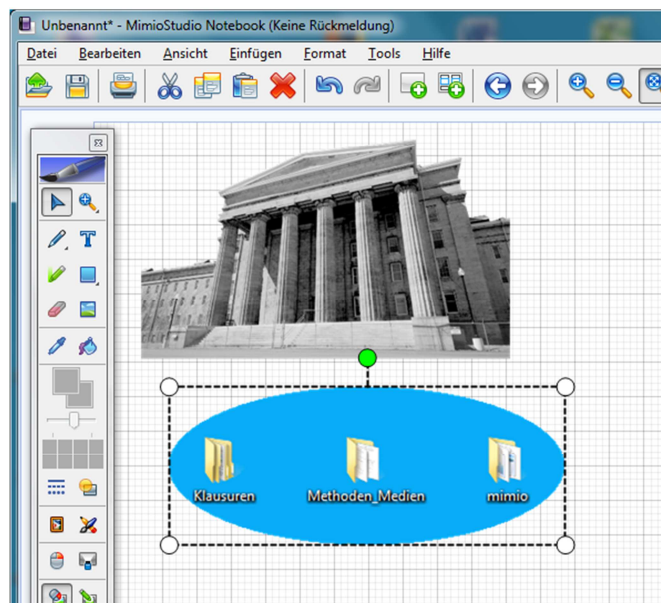 Unbenannt* - MimioStudio Notebook (Keine Rückmeldung)
Datei Bearbeiten Ansicht Einfügen Format Tools Hilfe
T
Klausuren Methoden_Medien mimio